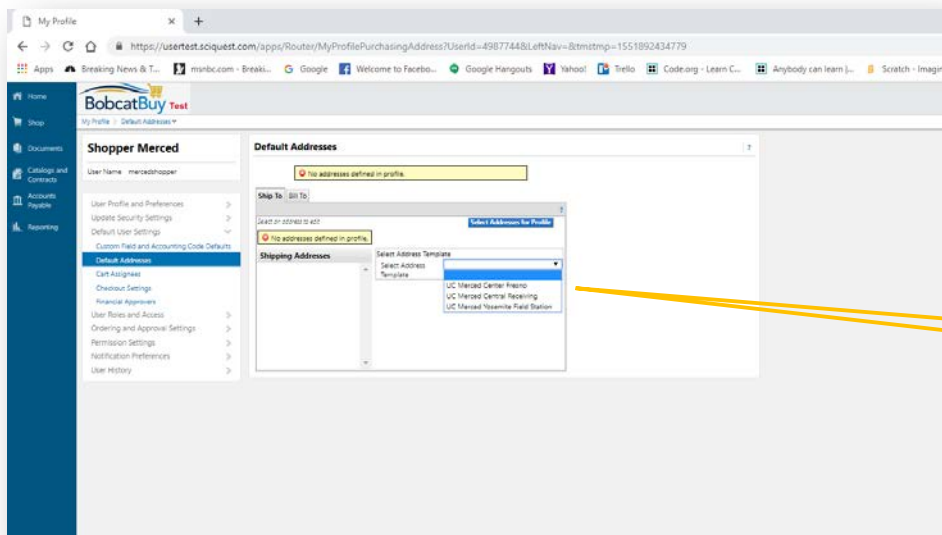 My Profile
https://usertest.sciquest.com/apps/Router/MyProfilePurchasingAddress?UserId=4987744&LeftNav=&tmstmp=1551892434779
Apps Breaking News & T... msnbc.com - Breaki... Google Welcome to Facebo... Google Hangouts Yahoo! Trello Code.org - Learn C... Anybody can learn |... Scratch - Imagin
Home
BobcatBuy Test
Shop
My Profile > Default Addresses
Documents
Shopper Merced
Default Addresses
?
Catalogs and Contracts
User Name mercedshopper
No addresses defined in profile.
Accounts Payable
Ship To Bill To
Reporting
User Profile and Preferences
?
Update Security Settings
Select an address to edit
Select Addresses for Profile
Default User Settings
No addresses defined in profile.
Custom Field and Accounting Code Defaults
Shipping Addresses
Select Address Template
Default Addresses
Select Address Template
Cart Assignees
UC Merced Center Fresno
Checkout Settings
UC Merced Central Receiving
Financial Approvers
UC Merced Yosemite Field Station
User Roles and Access
Ordering and Approval Settings
Permission Settings
Notification Preferences
User History